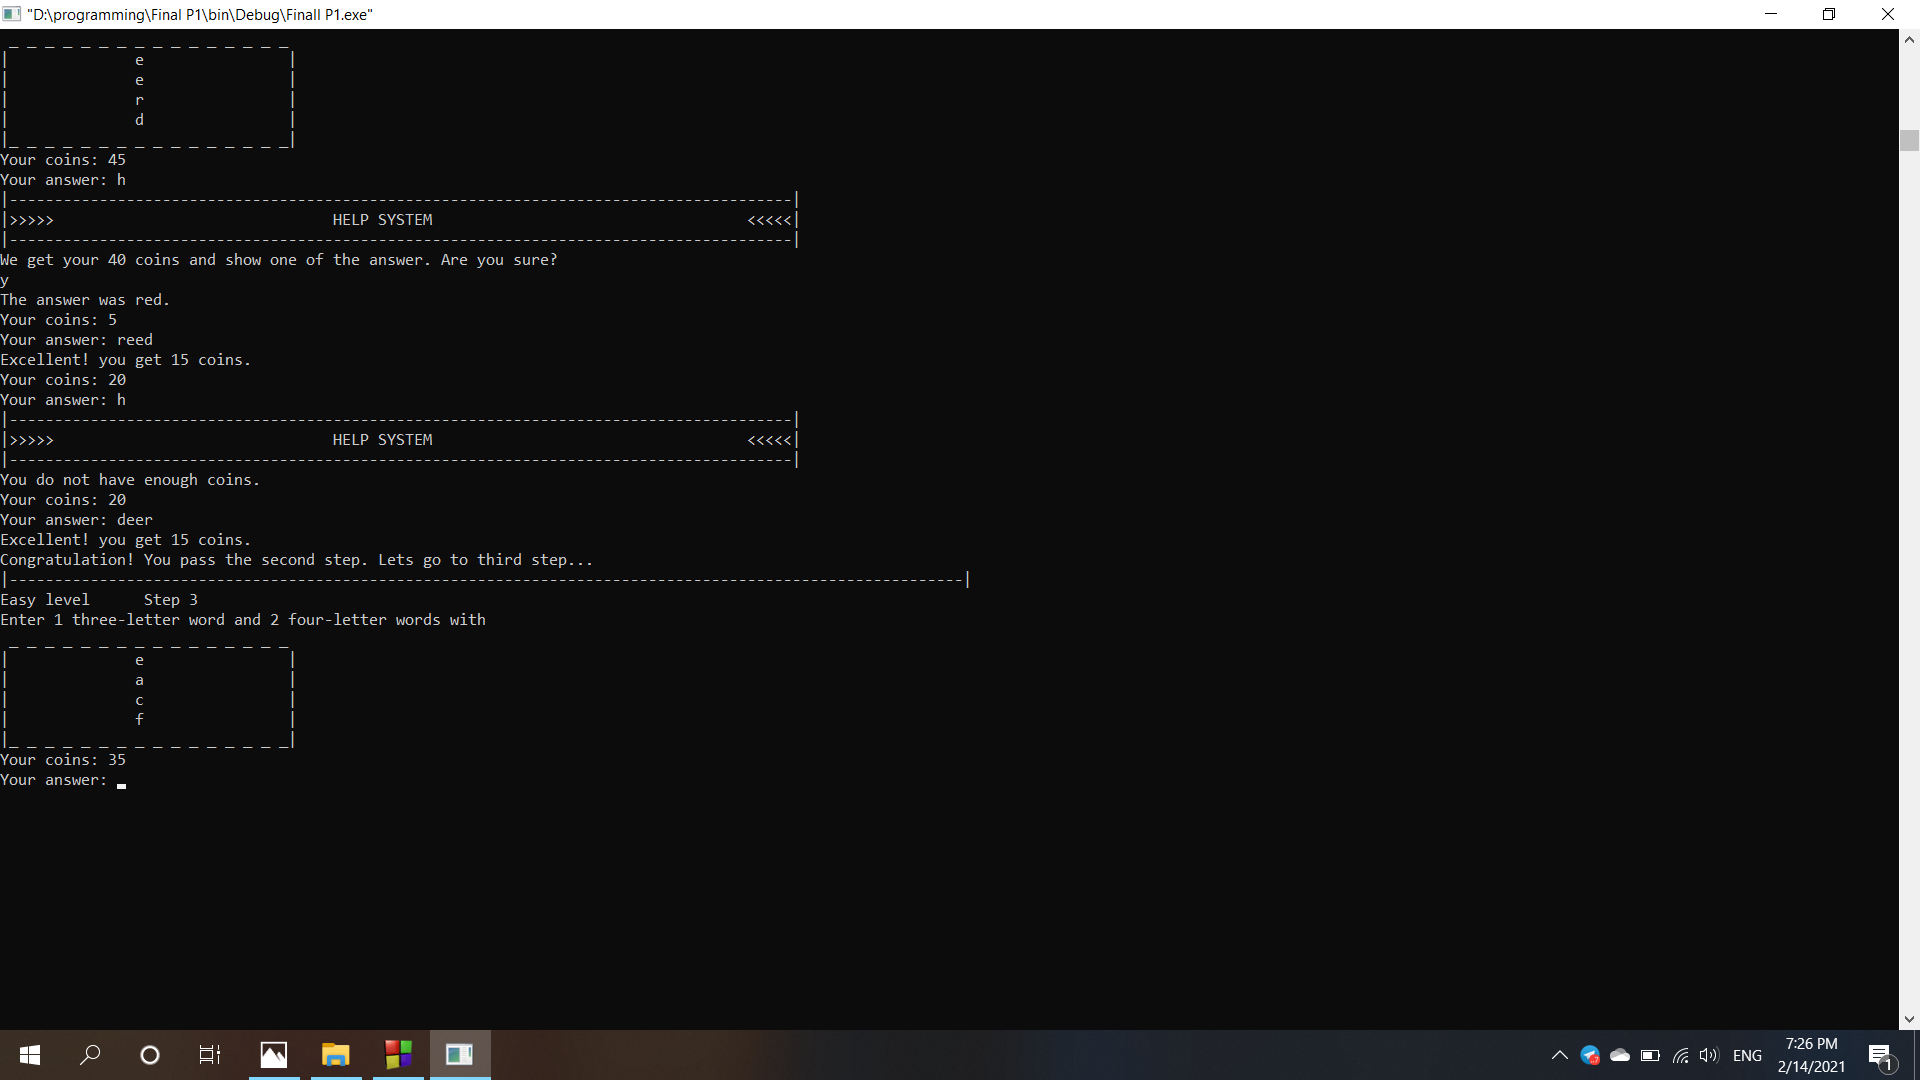 "D:\programming\Final P1\bin\Debug\Finall P1.exe"
_ _ _ _ _ _ _ _ _ _ _ _ _ _ _ _
| e |
| e |
| r |
| d |
|_ _ _ _ _ _ _ _ _ _ _ _ _ _ _ _|
Your coins: 45
Your answer: h
|---------------------------------------------------------------------------------------|
|>>>>> HELP SYSTEM <<<<<|
|---------------------------------------------------------------------------------------|
We get your 40 coins and show one of the answer. Are you sure?
y
The answer was red.
Your coins: 5
Your answer: reed
Excellent! you get 15 coins.
Your coins: 20
Your answer: h
|---------------------------------------------------------------------------------------|
|>>>>> HELP SYSTEM <<<<<|
|---------------------------------------------------------------------------------------|
You do not have enough coins.
Your coins: 20
Your answer: deer
Excellent! you get 15 coins.
Congratulation! You pass the second step. Lets go to third step...
|----------------------------------------------------------------------------------------------------------|
Easy level Step 3
Enter 1 three-letter word and 2 four-letter words with
_ _ _ _ _ _ _ _ _ _ _ _ _ _ _ _
| e |
| a |
| c |
| f |
|_ _ _ _ _ _ _ _ _ _ _ _ _ _ _ _|
Your coins: 35
Your answer:
ENG
7:26 PM
2/14/2021
1